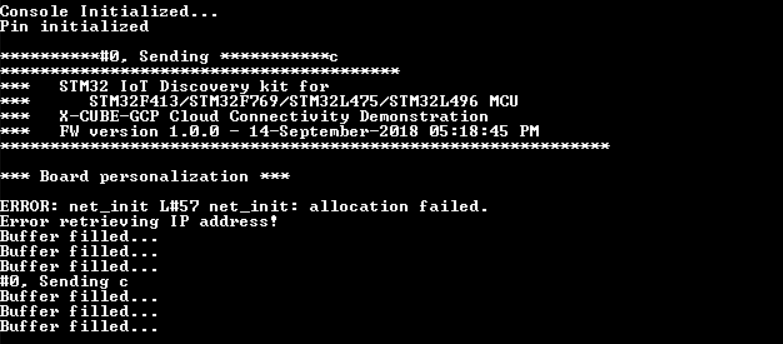 Console Initialized...
Pin initialized
**********#0, Sending ***********c
****************************************
***   STM32 IoT Discovery kit for
***      STM32F413/STM32F769/STM32L475/STM32L496 MCU
***   X-CUBE-GCP Cloud Connectivity Demonstration
***   FW version 1.0.0 - 14-September-2018 05:18:45 PM
*************************************************************
*** Board personalization ***
ERROR: net_init L#57 net_init: allocation failed.
Error retrieving IP address!
Buffer filled...
Buffer filled...
Buffer filled...
#0, Sending c
Buffer filled...
Buffer filled...
Buffer filled...